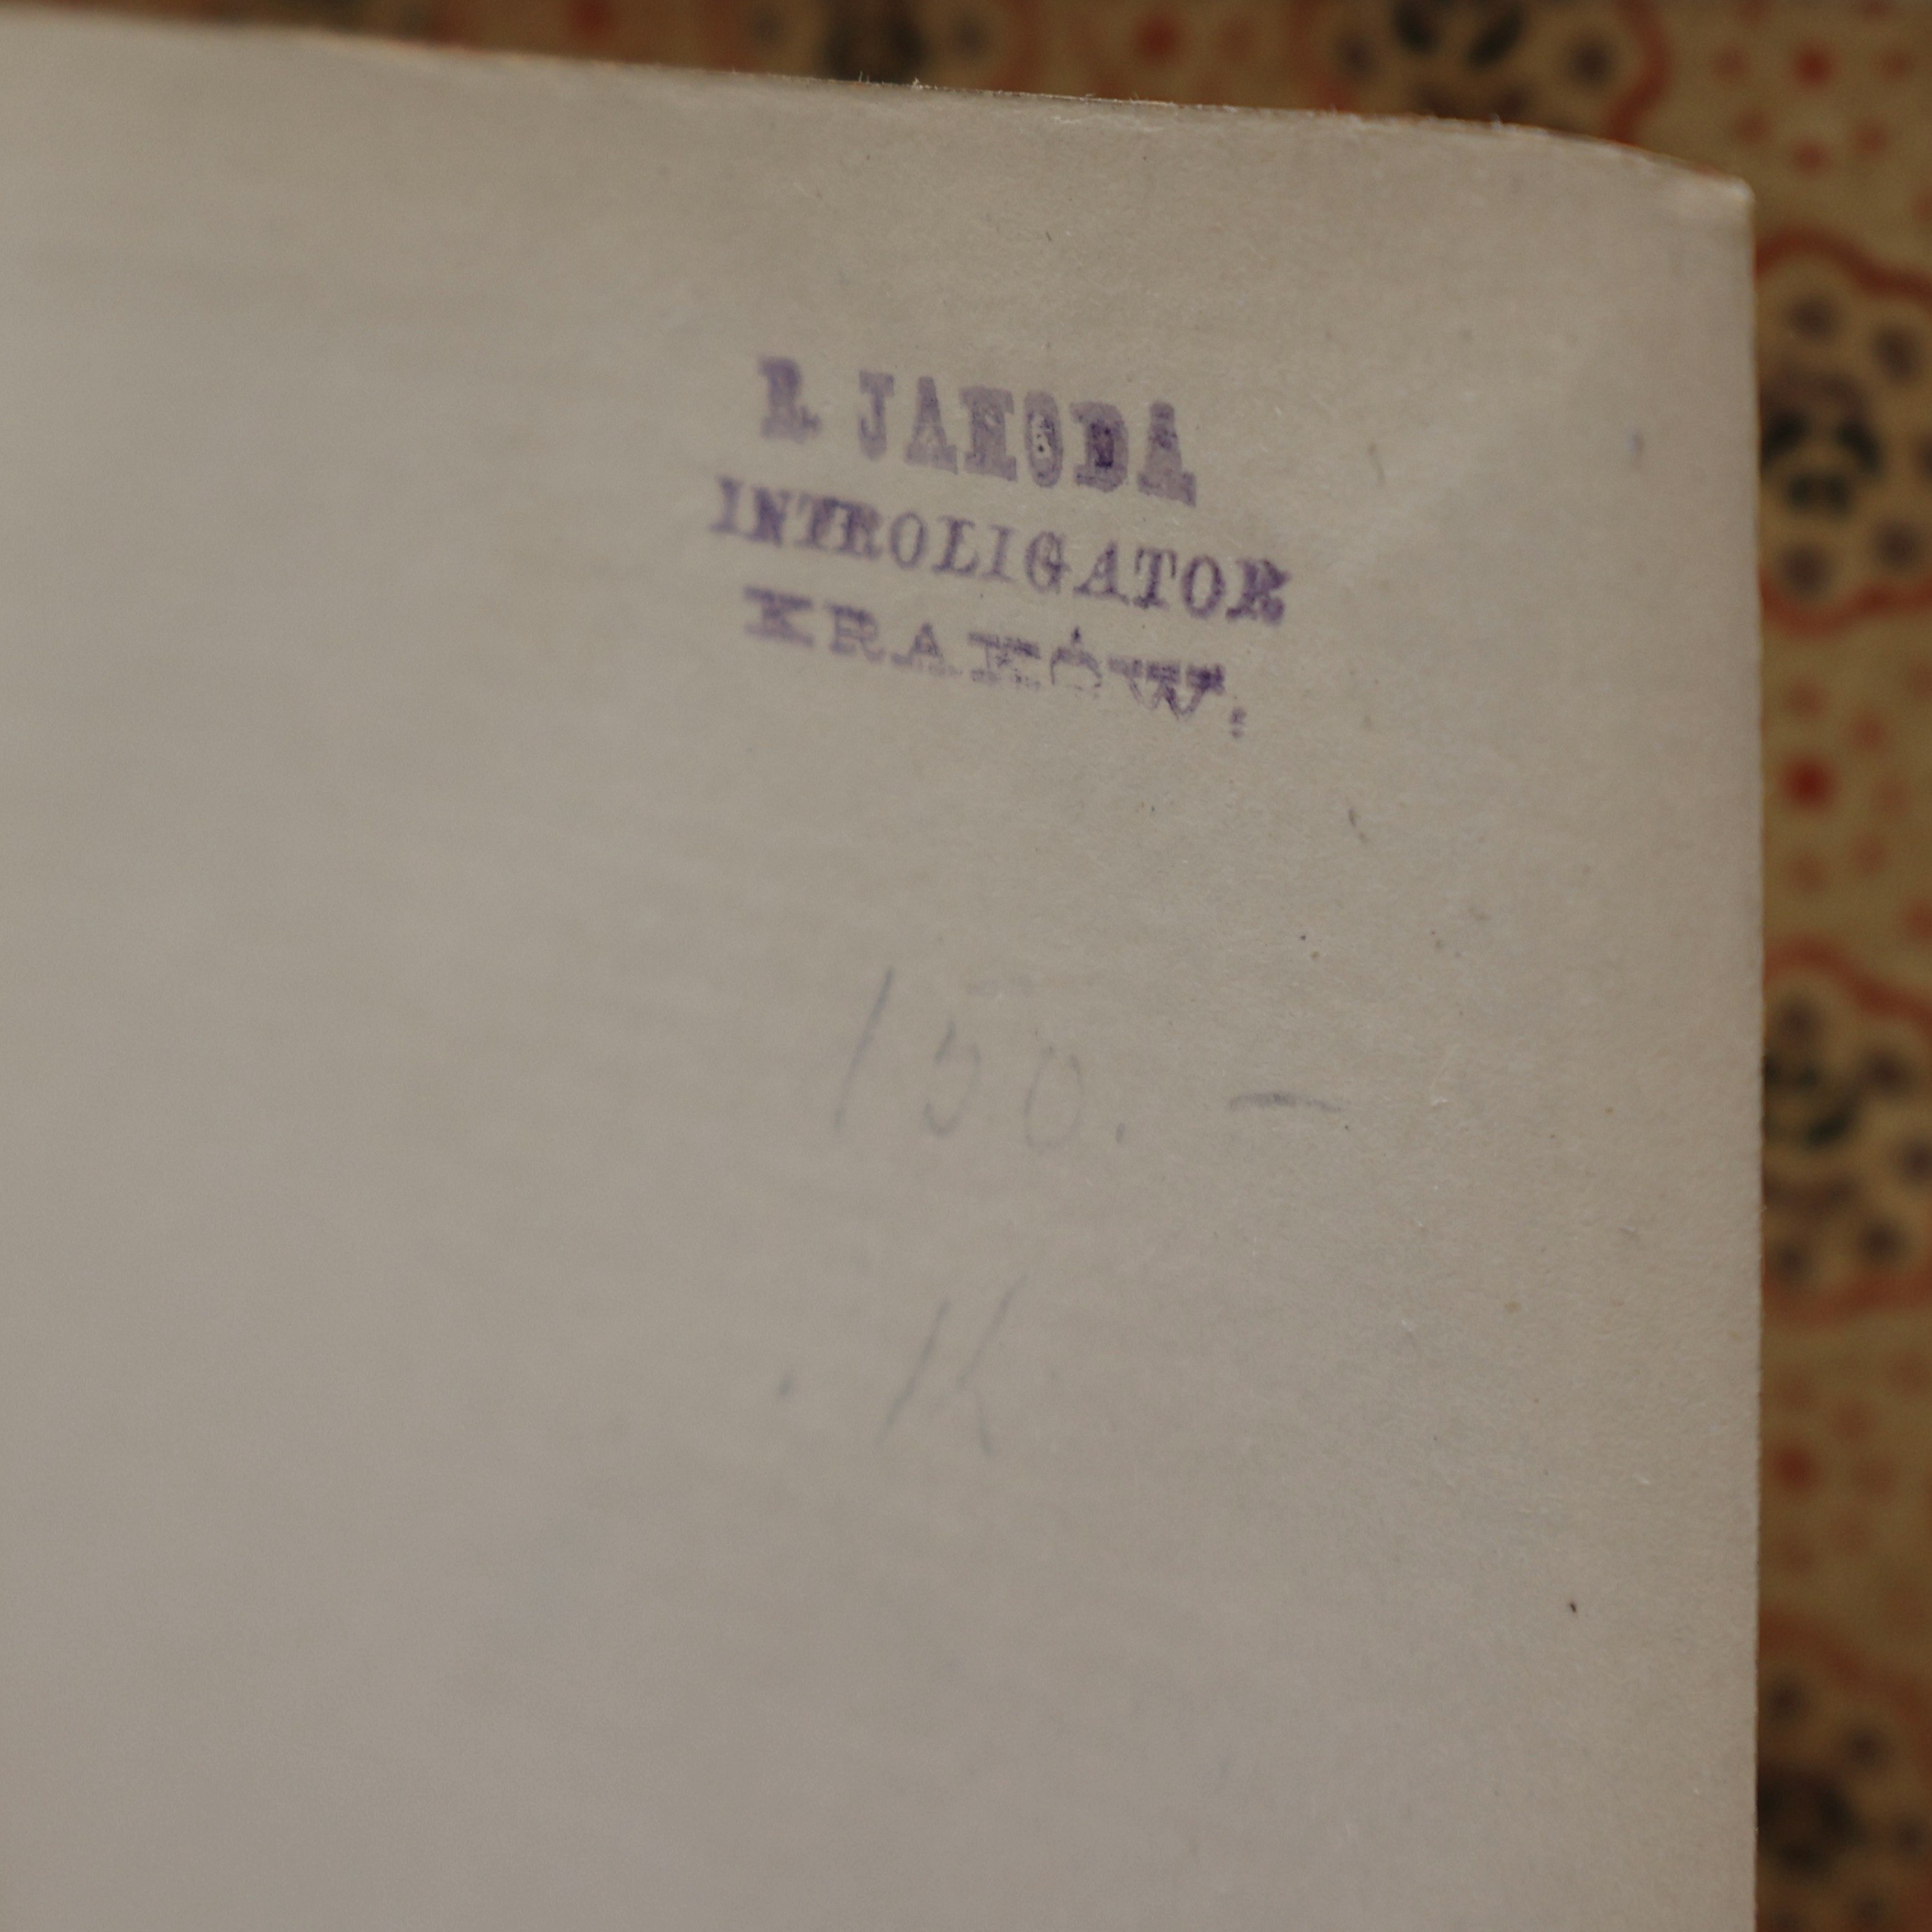 R. JAHODA
INTROLIGATOR
KRAKÓW.
150. —
K